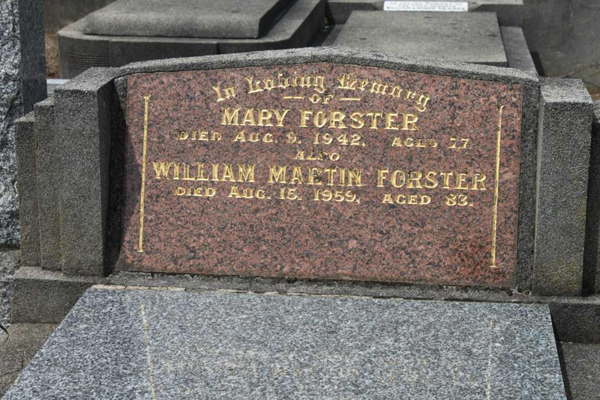 In Loving Memory
of
MARY FORSTER
DIED AUG. 9, 1942, AGED 77
ALSO
WILLIAM MARTIN FORSTER
DIED AUG. 15, 1959, AGED 83.